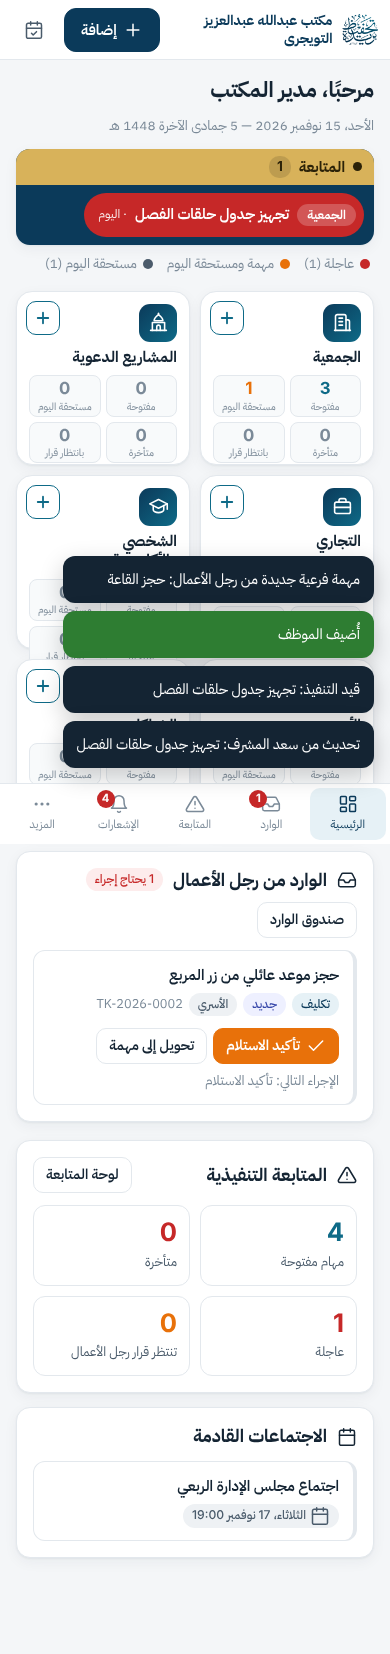 مكتب عبدالله عبدالعزيز التويجري
إضافة
مرحبًا، مدير المكتب
الأحد، 15 نوفمبر 2026 — 5 جمادى الآخرة 1448 هـ
المتابعة 1
الجمعية تجهيز جدول حلقات الفصل · اليوم
عاجلة (1) مهمة ومستحقة اليوم مستحقة اليوم (1)
الجمعية
3 مفتوحة
1 مستحقة اليوم
0 متأخرة
0 بانتظار قرار
المشاريع الدعوية
0 مفتوحة
0 مستحقة اليوم
0 متأخرة
0 بانتظار قرار
التجاري
الشخصي
مستحقة اليوم
مهمة فرعية جديدة من رجل الأعمال: حجز القاعة
أُضيف الموظف
قيد التنفيذ: تجهيز جدول حلقات الفصل
تحديث من سعد المشرف: تجهيز جدول حلقات الفصل
مفتوحة
مستحقة اليوم
مفتوحة
مستحقة اليوم
الرئيسية
1 الوارد
المتابعة
4 الإشعارات
المزيد
الوارد من رجل الأعمال 1 يحتاج إجراء
صندوق الوارد
حجز موعد عائلي من زر المربع
تكليف جديد الأسري TK-2026-0002
تأكيد الاستلام تحويل إلى مهمة
الإجراء التالي: تأكيد الاستلام
المتابعة التنفيذية لوحة المتابعة
4 مهام مفتوحة
0 متأخرة
1 عاجلة
0 تنتظر قرار رجل الأعمال
الاجتماعات القادمة
اجتماع مجلس الإدارة الربعي
الثلاثاء، 17 نوفمبر 19:00